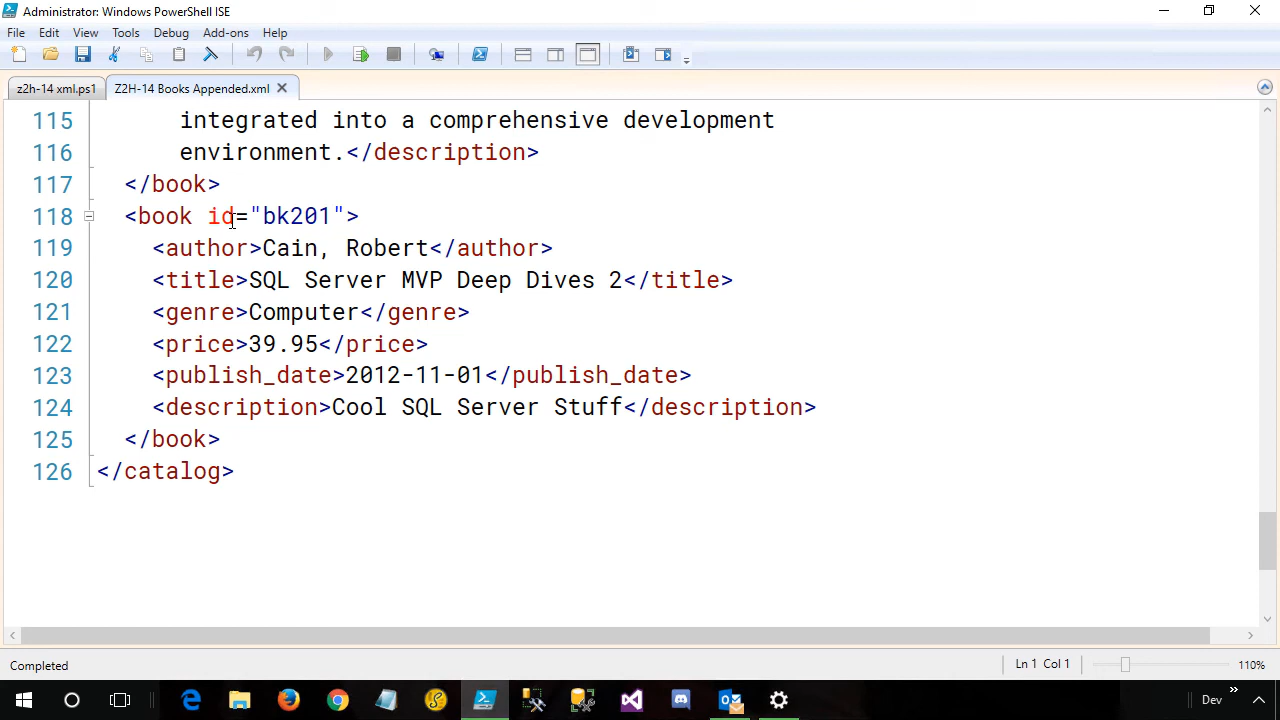 Administrator: Windows PowerShell ISE
File Edit View Tools Debug Add-ons Help
z2h-14 xml.ps1 Z2H-14 Books Appended.xml
115 integrated into a comprehensive development
116 environment.</description>
117 </book>
118 <book id="bk201">
119 <author>Cain, Robert</author>
120 <title>SQL Server MVP Deep Dives 2</title>
121 <genre>Computer</genre>
122 <price>39.95</price>
123 <publish_date>2012-11-01</publish_date>
124 <description>Cool SQL Server Stuff</description>
125 </book>
126 </catalog>
Completed Ln 1 Col 1 110%
Dev